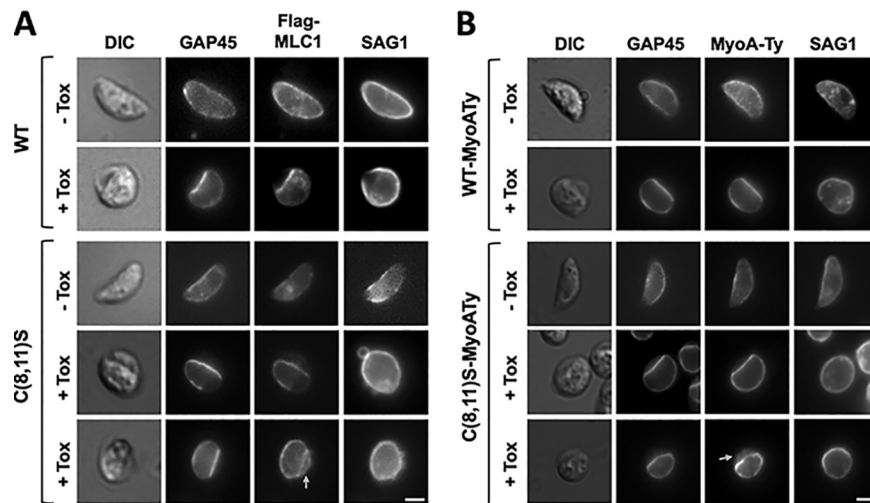 A
DIC GAP45 Flag-MLC1 SAG1
WT
- Tox
+ Tox
C(8,11)S
- Tox
+ Tox
+ Tox
B
DIC GAP45 MyoA-Ty SAG1
WT-MyoATy
- Tox
+ Tox
C(8,11)S-MyoATy
- Tox
+ Tox
+ Tox